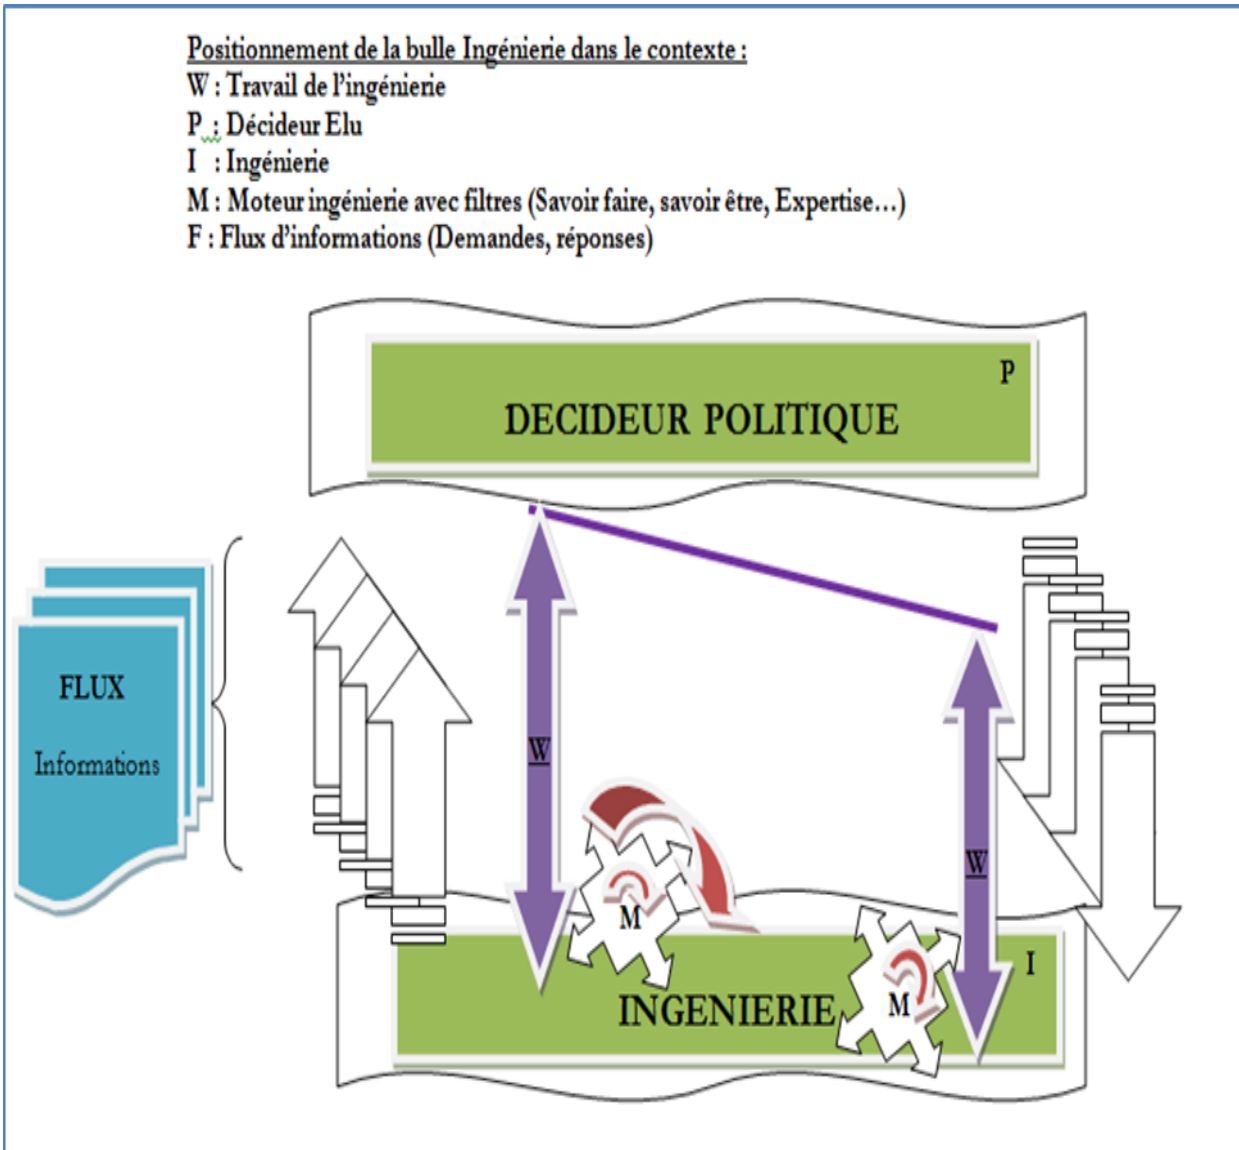 Positionnement de la bulle Ingénierie dans le contexte :
W : Travail de l'ingénierie
P : Décideur Elu
I : Ingénierie
M : Moteur ingénierie avec filtres (Savoir faire, savoir être, Expertise…)
F : Flux d'informations (Demandes, réponses)
P
DECIDEUR POLITIQUE
FLUX
Informations
W
W
M
I
M
INGENIERIE